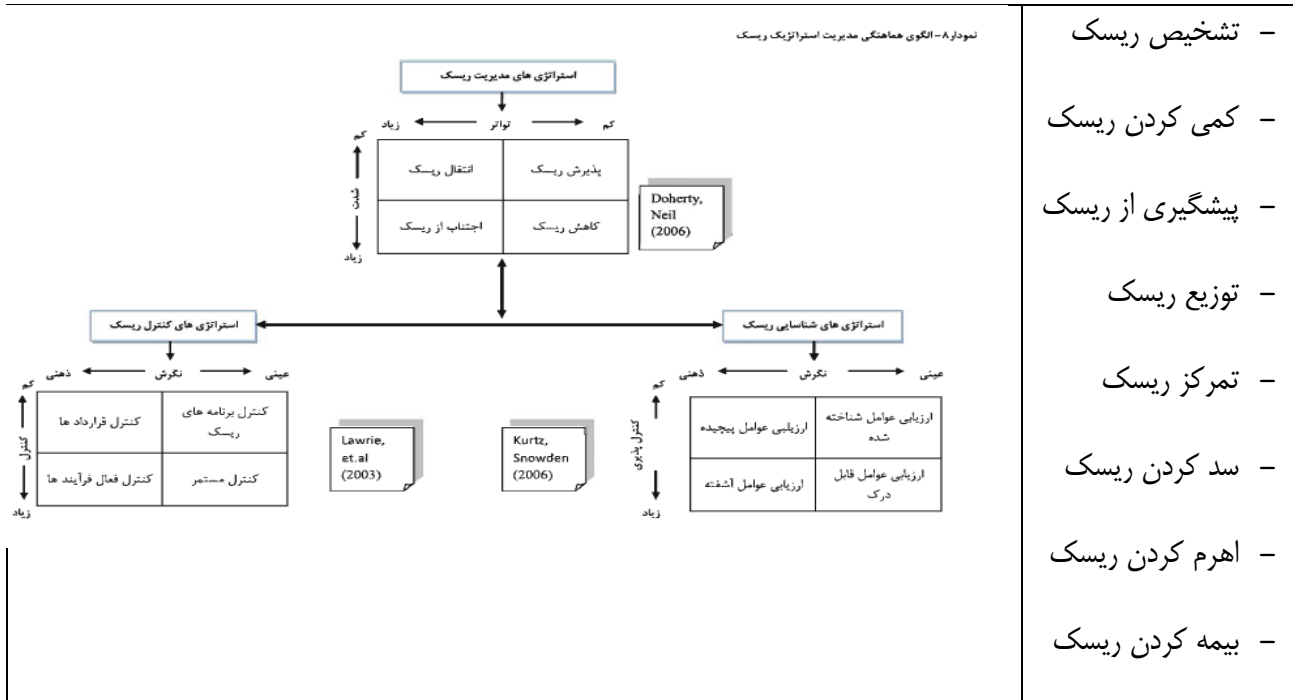 – تشخیص ریسک
– کمی کردن ریسک
– پیشگیری از ریسک
– توزیع ریسک
– تمرکز ریسک
– سد کردن ریسک
– اهرم کردن ریسک
– بیمه کردن ریسک
نمودار ۸- الگوی هماهنگی مدیریت استراتژیک ریسک
استراتژی های مدیریت ریسک
کم
تواتر
زیاد
کم
شدت
زیاد
پذیرش ریسک
انتقال ریسک
کاهش ریسک
اجتناب از ریسک
Doherty,
Neil
(2006)
استراتژی های شناسایی ریسک
عینی
نگرش
ذهنی
کم
کنترل پذیری
زیاد
ارزیابی عوامل شناخته
شده
ارزیلبی عوامل پیچیده
ارزیابی عوامل قابل
درک
ارزیابی عوامل آشفته
Kurtz,
Snowden
(2006)
Lawrie,
et.al
(2003)
استراتژی های کنترل ریسک
عینی
نگرش
ذهنی
کم
کنترل
زیاد
کنترل برنامه های
ریسک
کنترل قرارداد ها
کنترل مستمر
کنترل فعال فرآیند ها